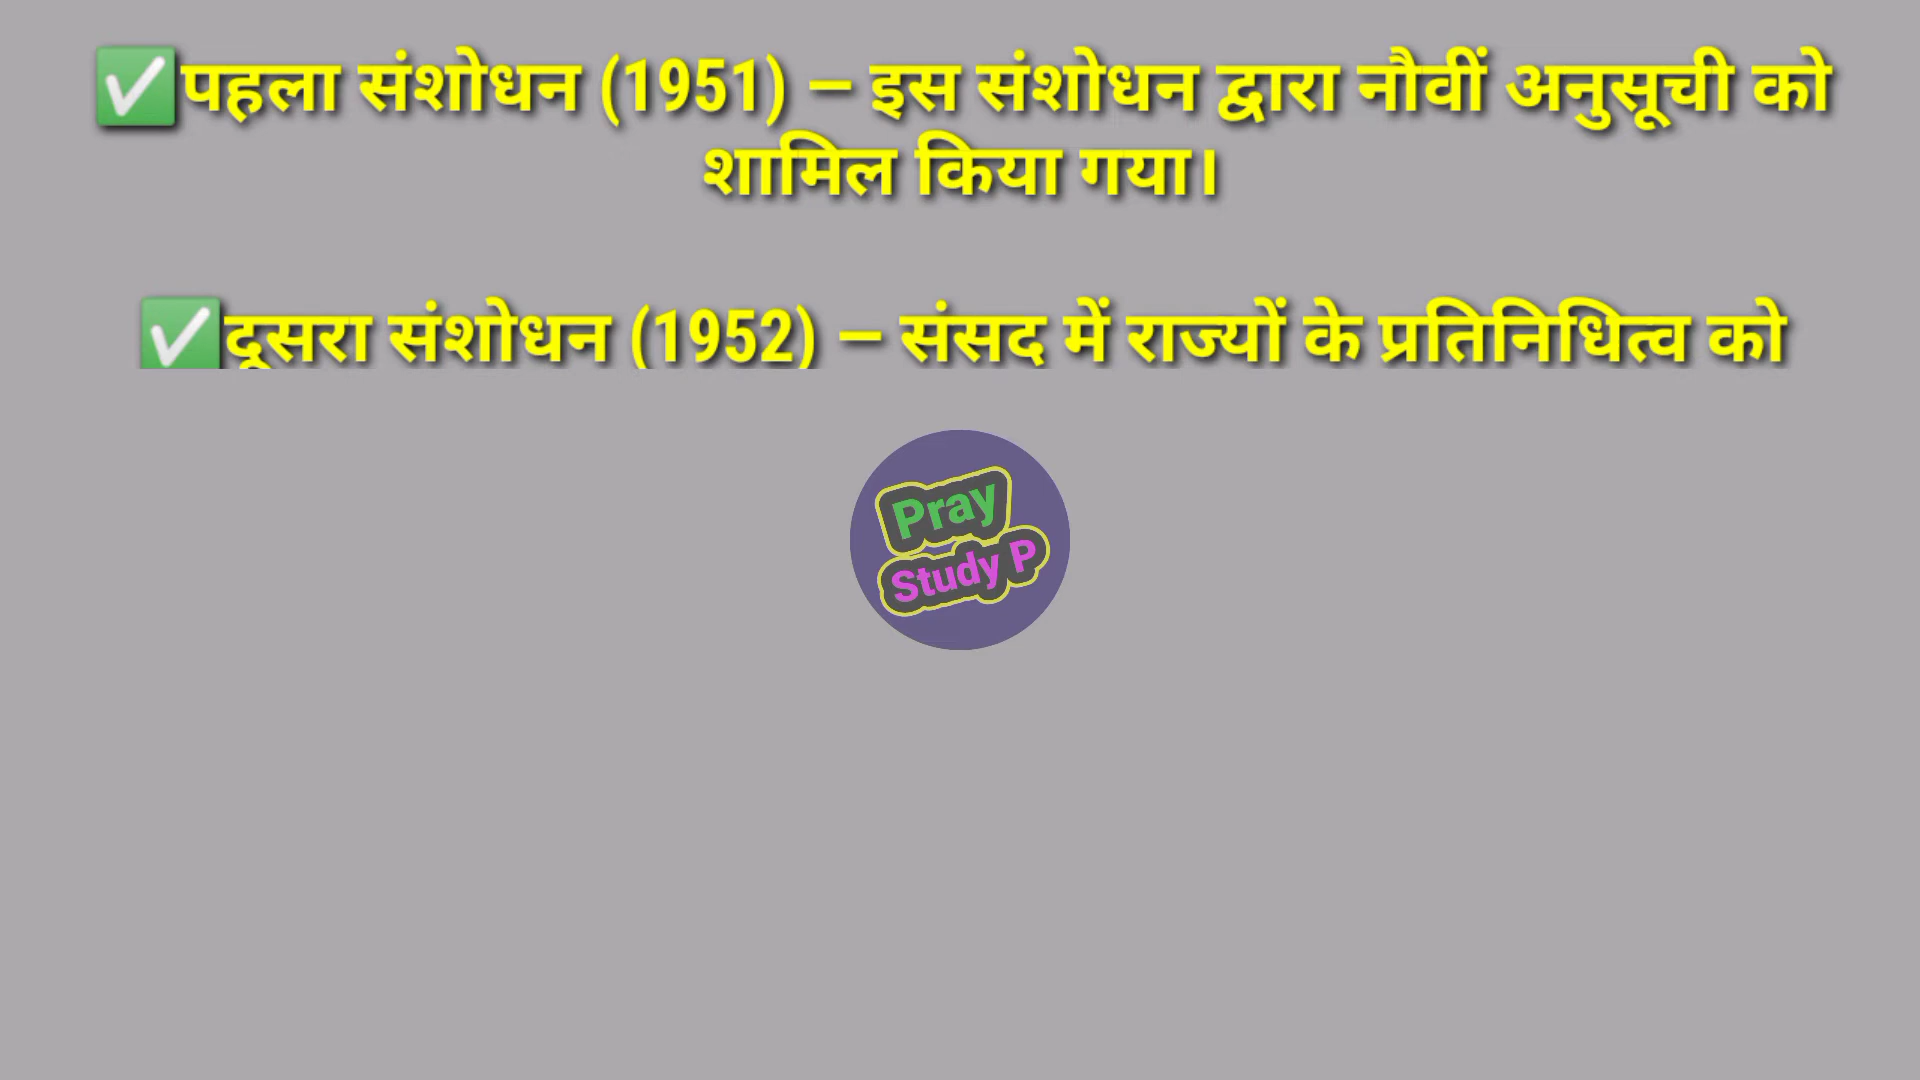 ✅पहला संशोधन (1951) – इस संशोधन द्वारा नौवीं अनुसूची को
शामिल किया गया।
✅दूसरा संशोधन (1952) – संसद में राज्यों के प्रतिनिधित्व को
Pray
Study P